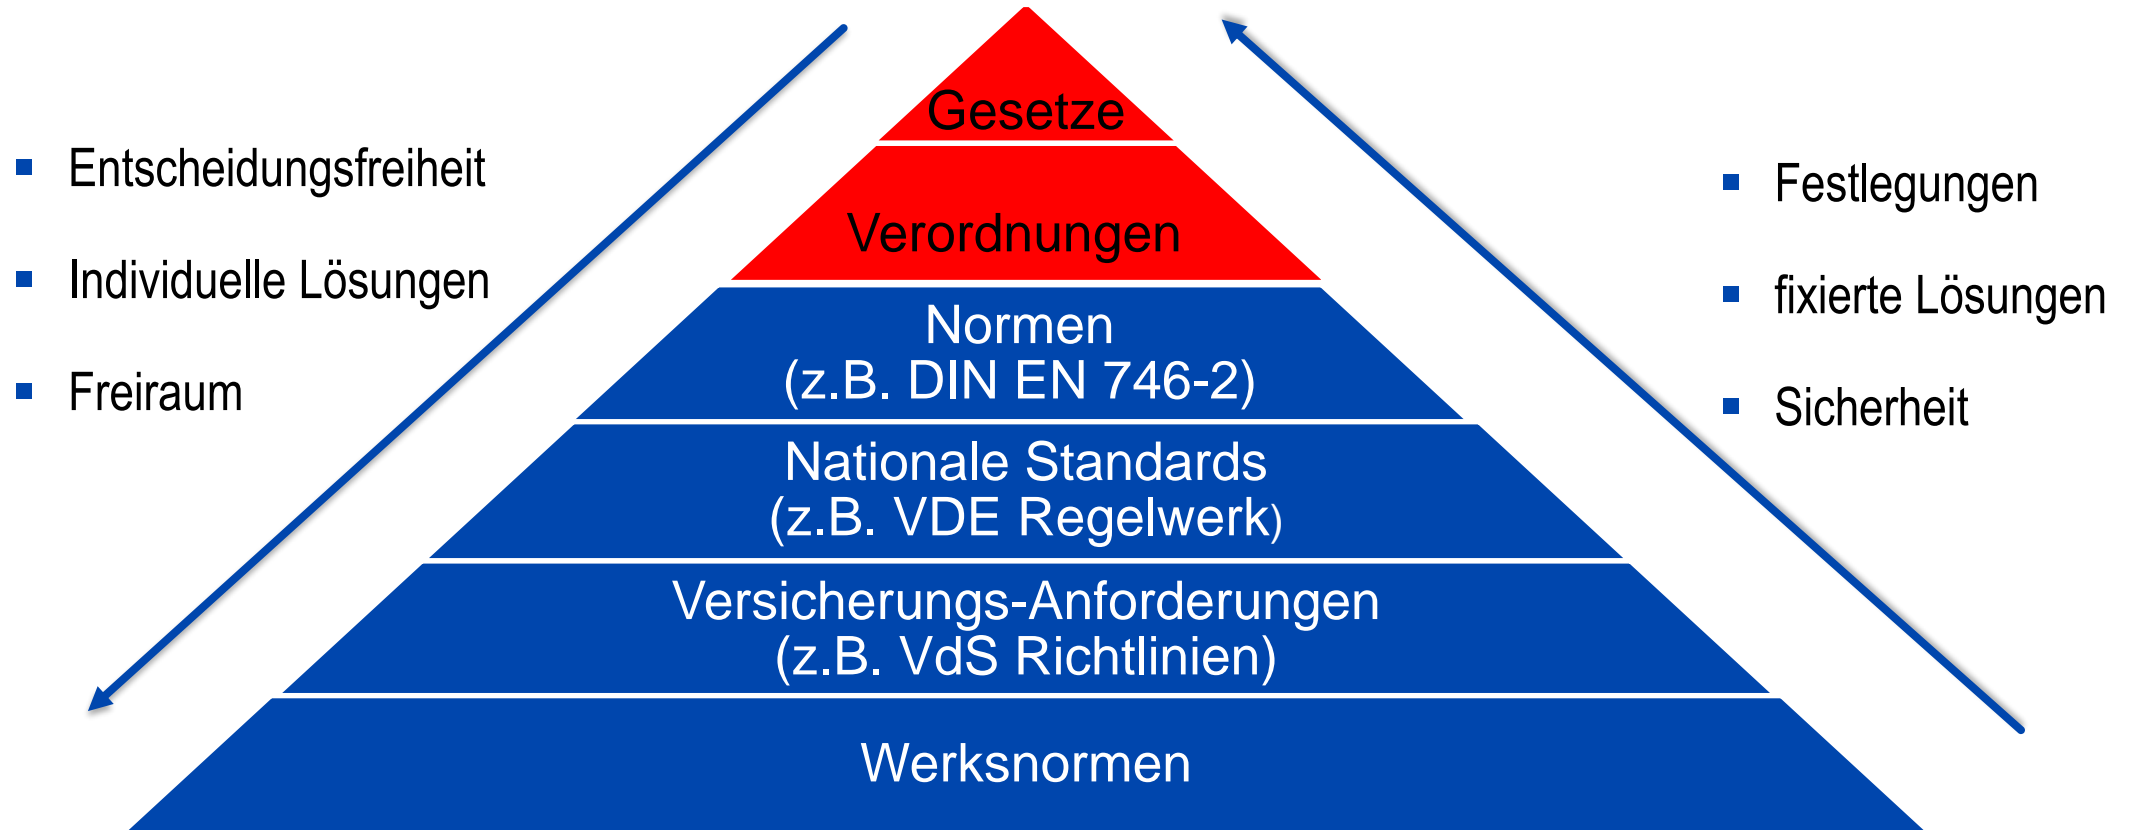 Gesetze
Verordnungen
Normen
(z.B. DIN EN 746-2)
Nationale Standards
(z.B. VDE Regelwerk)
Versicherungs-Anforderungen
(z.B. VdS Richtlinien)
Werksnormen
Entscheidungsfreiheit
Individuelle Lösungen
Freiraum
Festlegungen
fixierte Lösungen
Sicherheit